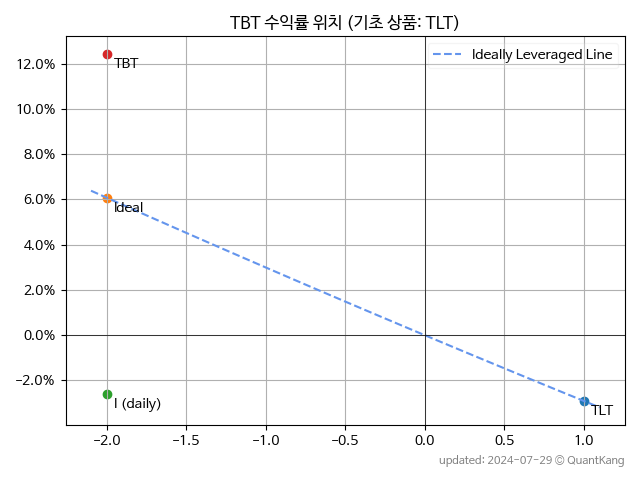 TBT 수익률 위치 (기초 상품: TLT)
Ideally Leveraged Line
12.0%
10.0%
8.0%
6.0%
4.0%
2.0%
0.0%
−2.0%
TBT
Ideal
I (daily)
TLT
−2.0 −1.5 −1.0 −0.5 0.0 0.5 1.0
updated: 2024-07-29 © QuantKang